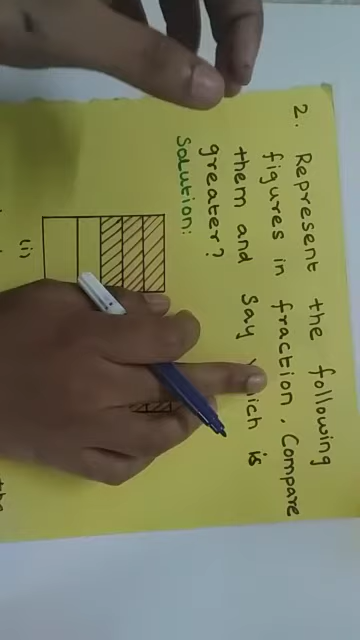 2. Represent the following
figures in fraction, Compare
them and say which is
greater?
Solution:
(i)